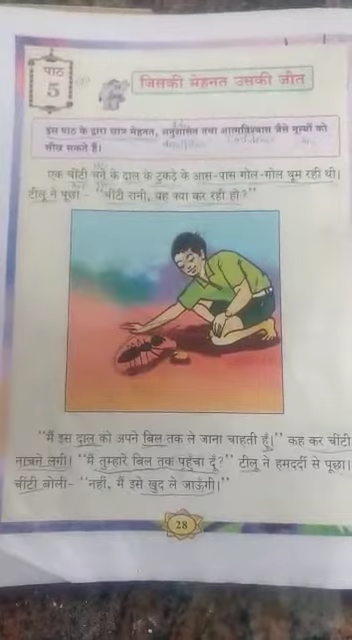 पाठ
5
जिसकी मेहनत उसकी जीत
इस पाठ के द्वारा छात्र मेहनत, अनुशासन तथा आत्मविश्वास जैसे मूल्यों को
सीख सकते हैं।
एक चींटी चने के दाल के टुकड़े के आस-पास गोल-गोल घूम रही थी।
टीलू ने पूछा – "चींटी रानी, यह क्या कर रही हो?"
"मैं इस दाल को अपने बिल तक ले जाना चाहती हूँ।" कह कर चींटी
नाचने लगी। "मैं तुम्हारे बिल तक पहुँचा दूँ?" टीलू ने हमदर्दी से पूछा।
चींटी बोली- "नहीं, मैं इसे खुद ले जाऊँगी।"
28